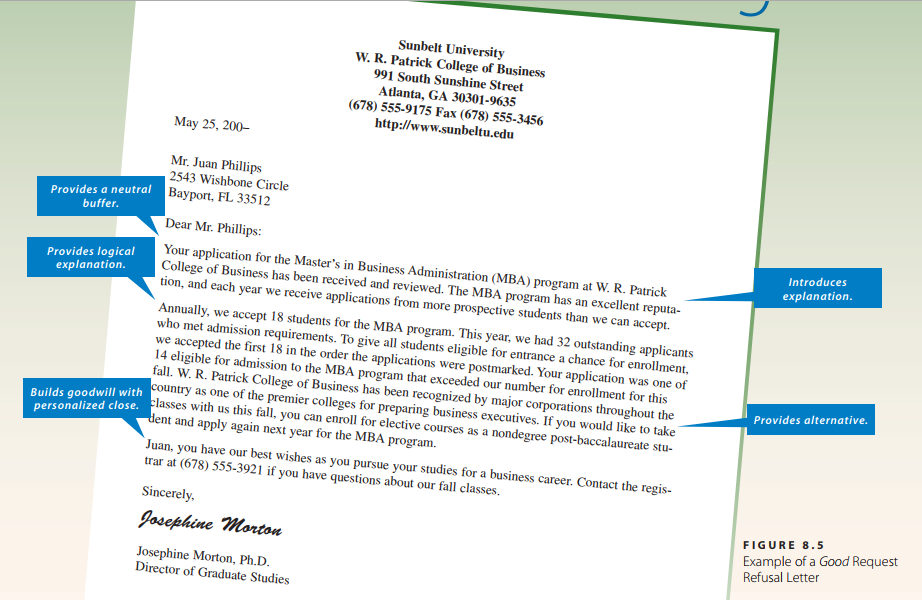 Sunbelt University
W. R. Patrick College of Business
991 South Sunshine Street
Atlanta, GA 30301-9635
(678) 555-9175 Fax (678) 555-3456
http://www.sunbeltu.edu
May 25, 200–
Mr. Juan Phillips
2543 Wishbone Circle
Bayport, FL 33512
Provides a neutral
buffer.
Dear Mr. Phillips:
Provides logical
explanation.
Your application for the Master's in Business Administration (MBA) program at W. R. Patrick
College of Business has been received and reviewed. The MBA program has an excellent reputa-
tion, and each year we receive applications from more prospective students than we can accept.
Introduces
explanation.
Annually, we accept 18 students for the MBA program. This year, we had 32 outstanding applicants
who met admission requirements. To give all students eligible for entrance a chance for enrollment,
we accepted the first 18 in the order the applications were postmarked. Your application was one of
14 eligible for admission to the MBA program that exceeded our number for enrollment for this
fall. W. R. Patrick College of Business has been recognized by major corporations throughout the
country as one of the premier colleges for preparing business executives. If you would like to take
classes with us this fall, you can enroll for elective courses as a nondegree post-baccalaureate stu-
dent and apply again next year for the MBA program.
Provides alternative.
Builds goodwill with
personalized close.
Juan, you have our best wishes as you pursue your studies for a business career. Contact the regis-
trar at (678) 555-3921 if you have questions about our fall classes.
Sincerely,
Josephine Morton
Josephine Morton, Ph.D.
Director of Graduate Studies
FIGURE 8.5
Example of a Good Request
Refusal Letter